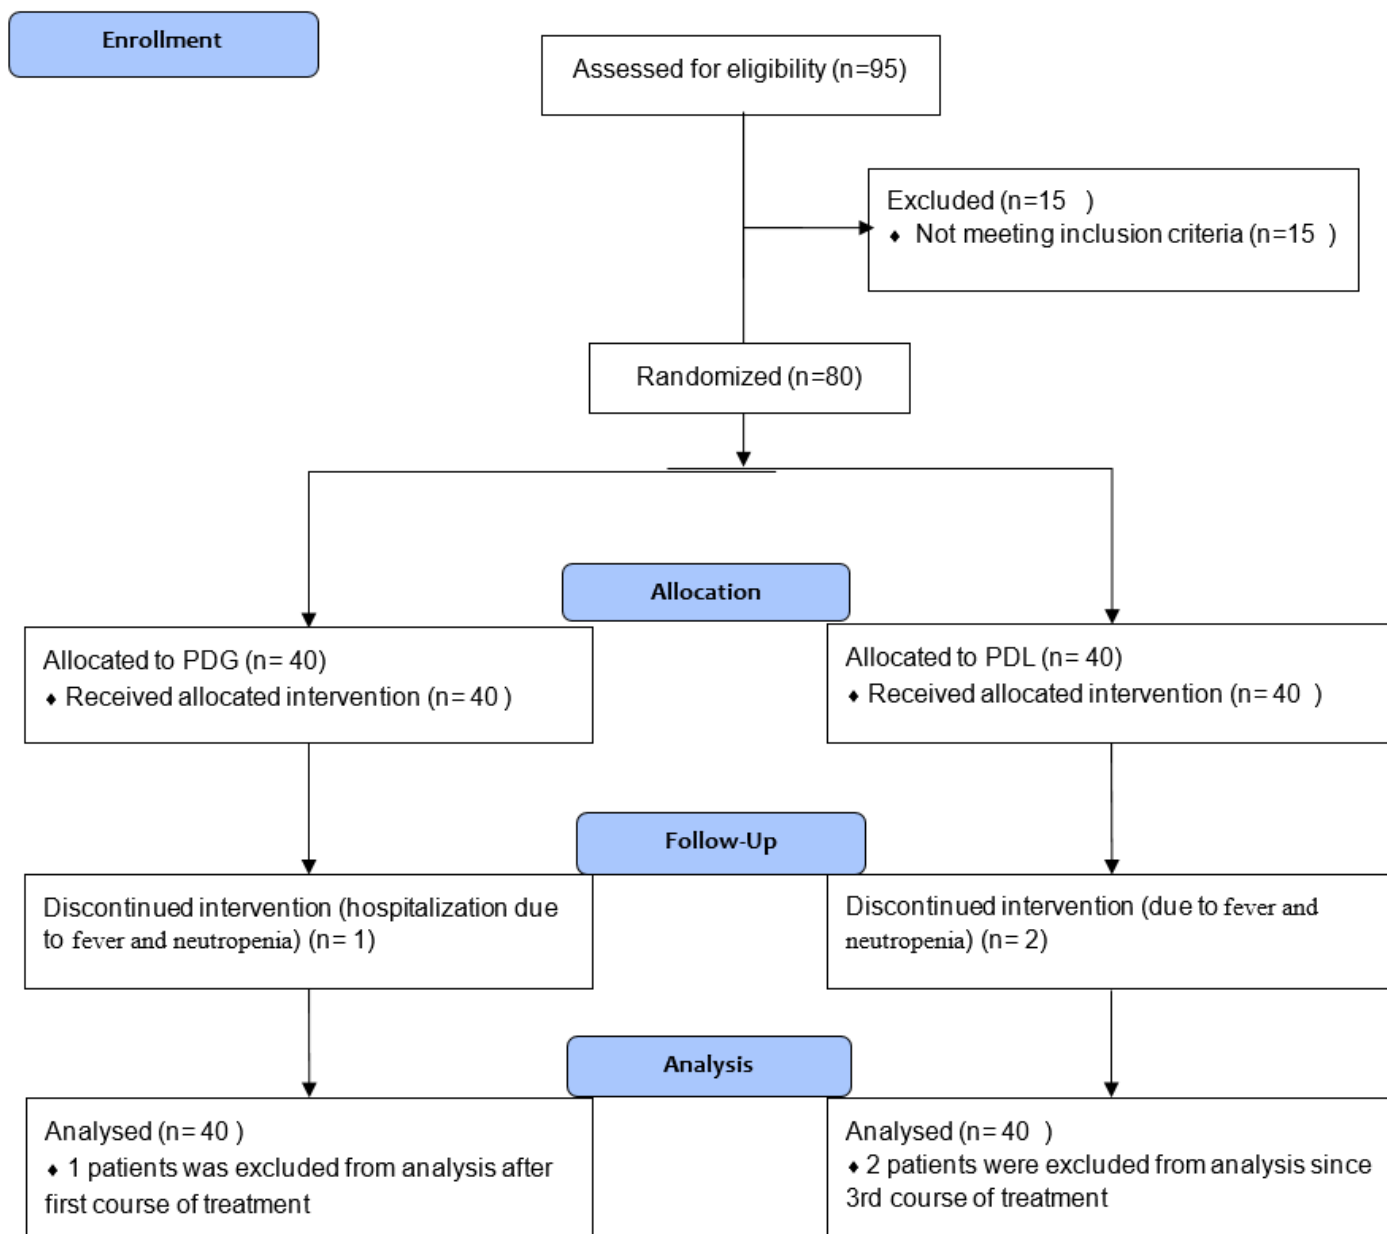 Enrollment
Assessed for eligibility (n=95)
Excluded (n=15 )
♦ Not meeting inclusion criteria (n=15 )
Randomized (n=80)
Allocation
Allocated to PDG (n= 40)
♦ Received allocated intervention (n= 40 )
Allocated to PDL (n= 40)
♦ Received allocated intervention (n= 40 )
Follow-Up
Discontinued intervention (hospitalization due
to fever and neutropenia) (n= 1)
Discontinued intervention (due to fever and
neutropenia) (n= 2)
Analysis
Analysed (n= 40 )
♦ 1 patients was excluded from analysis after
first course of treatment
Analysed (n= 40 )
♦ 2 patients were excluded from analysis since
3rd course of treatment